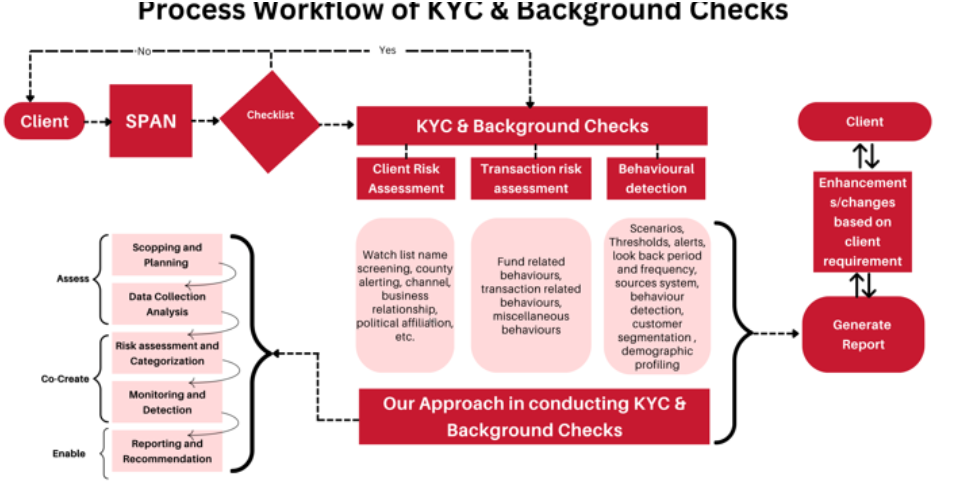 Process Workflow of KYC & Background Checks
No
Yes
Client
SPAN
Checklist
KYC & Background Checks
Client Risk
Assessment
Transaction risk
assessment
Behavioural
detection
Watch list name
screening, county
alerting, channel,
business
relationship,
political affiliation,
etc.
Fund related
behaviours,
transaction related
behaviours,
miscellaneous
behaviours
Scenarios,
Thresholds, alerts,
look back period
and frequency,
sources system,
behaviour
detection,
customer
segmentation ,
demographic
profiling
Our Approach in conducting KYC &
Background Checks
Assess
Scopping and
Planning
Data Collection
Analysis
Co-Create
Risk assessment and
Categorization
Monitoring and
Detection
Enable
Reporting and
Recommendation
Client
Enhancement
s/changes
based on
client
requirement
Generate
Report